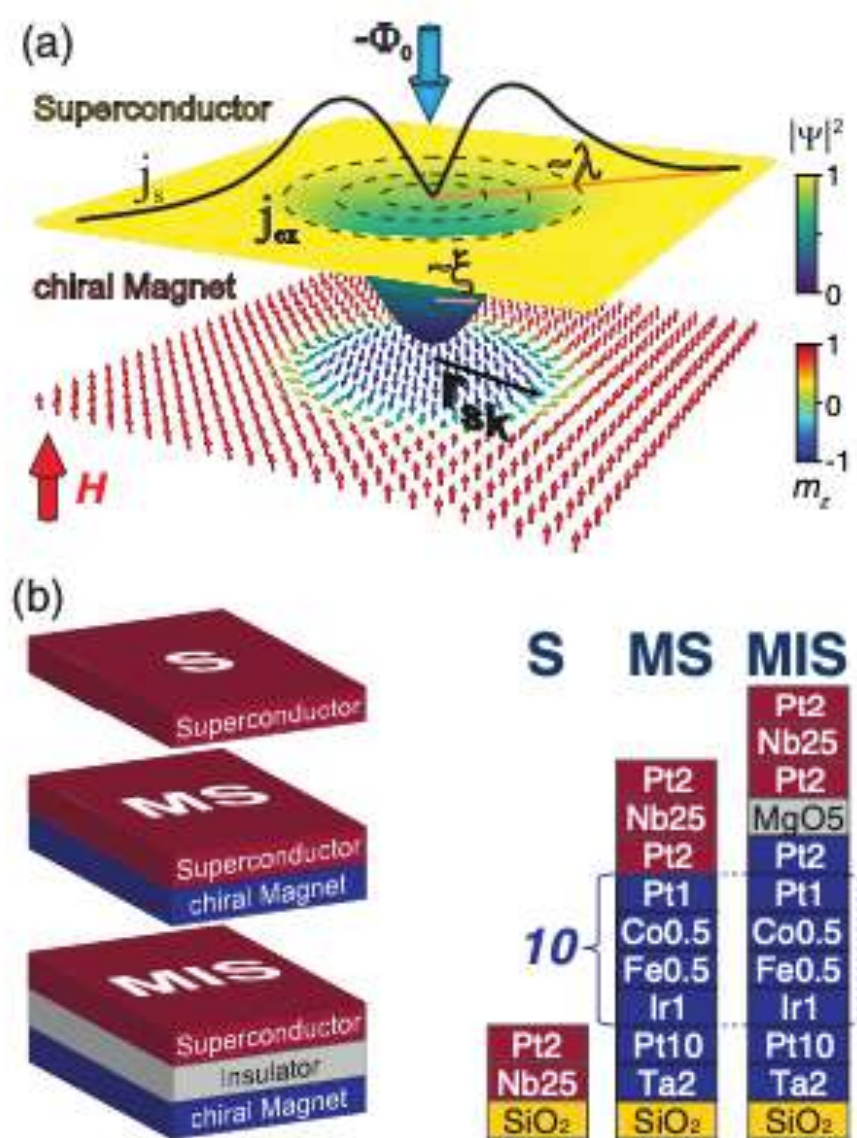 (a)
-Φ₀
Superconductor
|Ψ|²
jₛ
~λ
1
jₑₓ
0
~ξ
chiral Magnet
1
r_sk
0
-1
H
m_z
(b)
S
Superconductor
MS
Superconductor
chiral Magnet
MIS
Superconductor
Insulator
chiral Magnet
S MS MIS
Pt2
Nb25
Pt2 Pt2
Nb25 MgO5
Pt2 Pt2
Pt1 Pt1
Co0.5 Co0.5
10
Fe0.5 Fe0.5
Ir1 Ir1
Pt2 Pt10 Pt10
Nb25 Ta2 Ta2
SiO₂ SiO₂ SiO₂